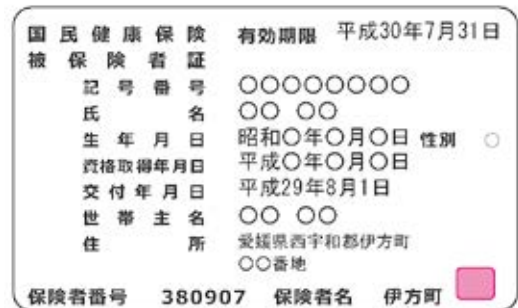 国民健康保険 有効期限 平成30年7月31日
被保険者証
記号番号 ○○○○○○○○
氏名 ○○ ○○
生年月日 昭和○年○月○日 性別 ○
資格取得年月日 平成○年○月○日
交付年月日 平成29年8月1日
世帯主名 ○○ ○○
住所 愛媛県西宇和郡伊方町
○○番地
保険者番号 380907 保険者名 伊方町